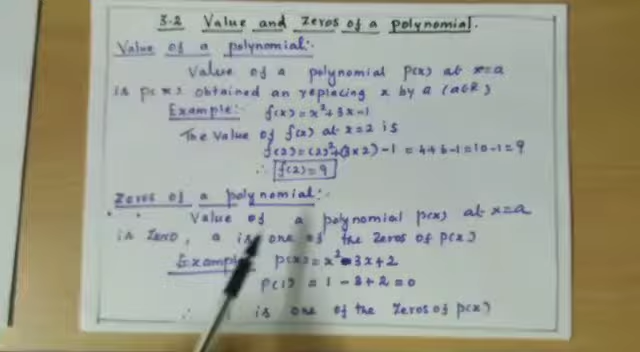 3.2 Value and Zeros of a polynomial.
Value of a polynomial:-
Value of a polynomial p(x) at x=a
is p(x) obtained an replacing x by a (a∈R)
Example:- f(x)=x²+3x-1
The value of f(x) at x=2 is
f(2)=(2)²+(3×2)-1=4+6-1=10-1=9
∴ f(2)=9
Zeros of a polynomial:-
Value of a polynomial p(x) at x=a
is zero, a is one of the zeros of p(x)
Example p(x)=x²-3x+2
p(1) = 1-3+2=0
∴ is one of the zeros of p(x)